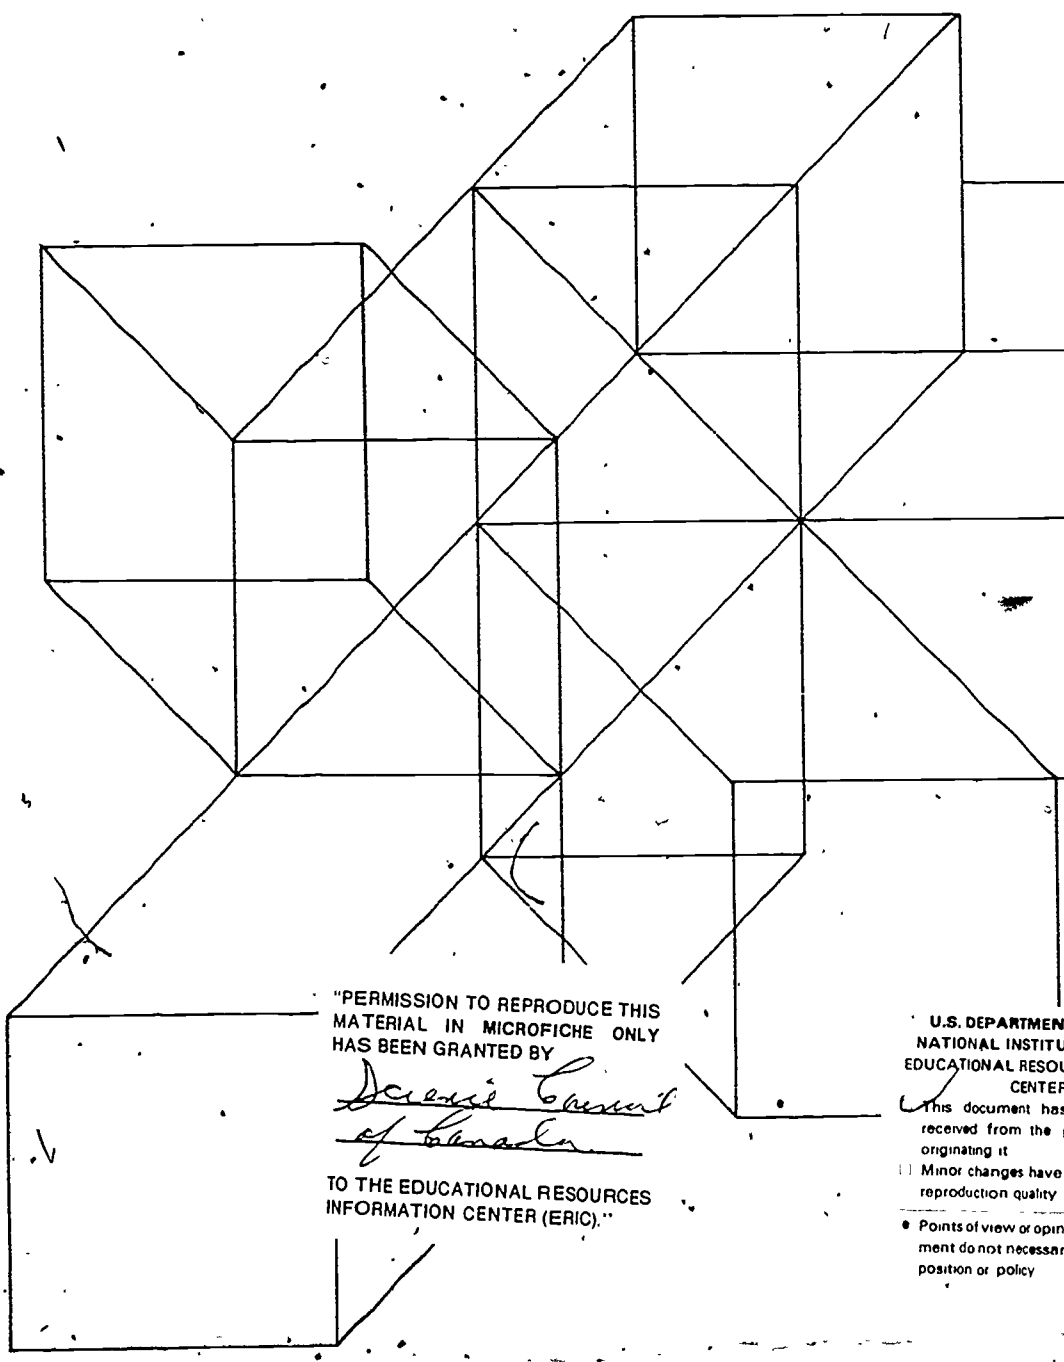 "PERMISSION TO REPRODUCE THIS
MATERIAL IN MICROFICHE ONLY
HAS BEEN GRANTED BY
Science Council
of Canada
TO THE EDUCATIONAL RESOURCES
INFORMATION CENTER (ERIC)."
U.S. DEPARTMEN
NATIONAL INSTITU
EDUCATIONAL RESOU
CENTER
This document has
received from the
originating it
Minor changes have
reproduction quality
• Points of view or opin
ment do not necessar
position or policy